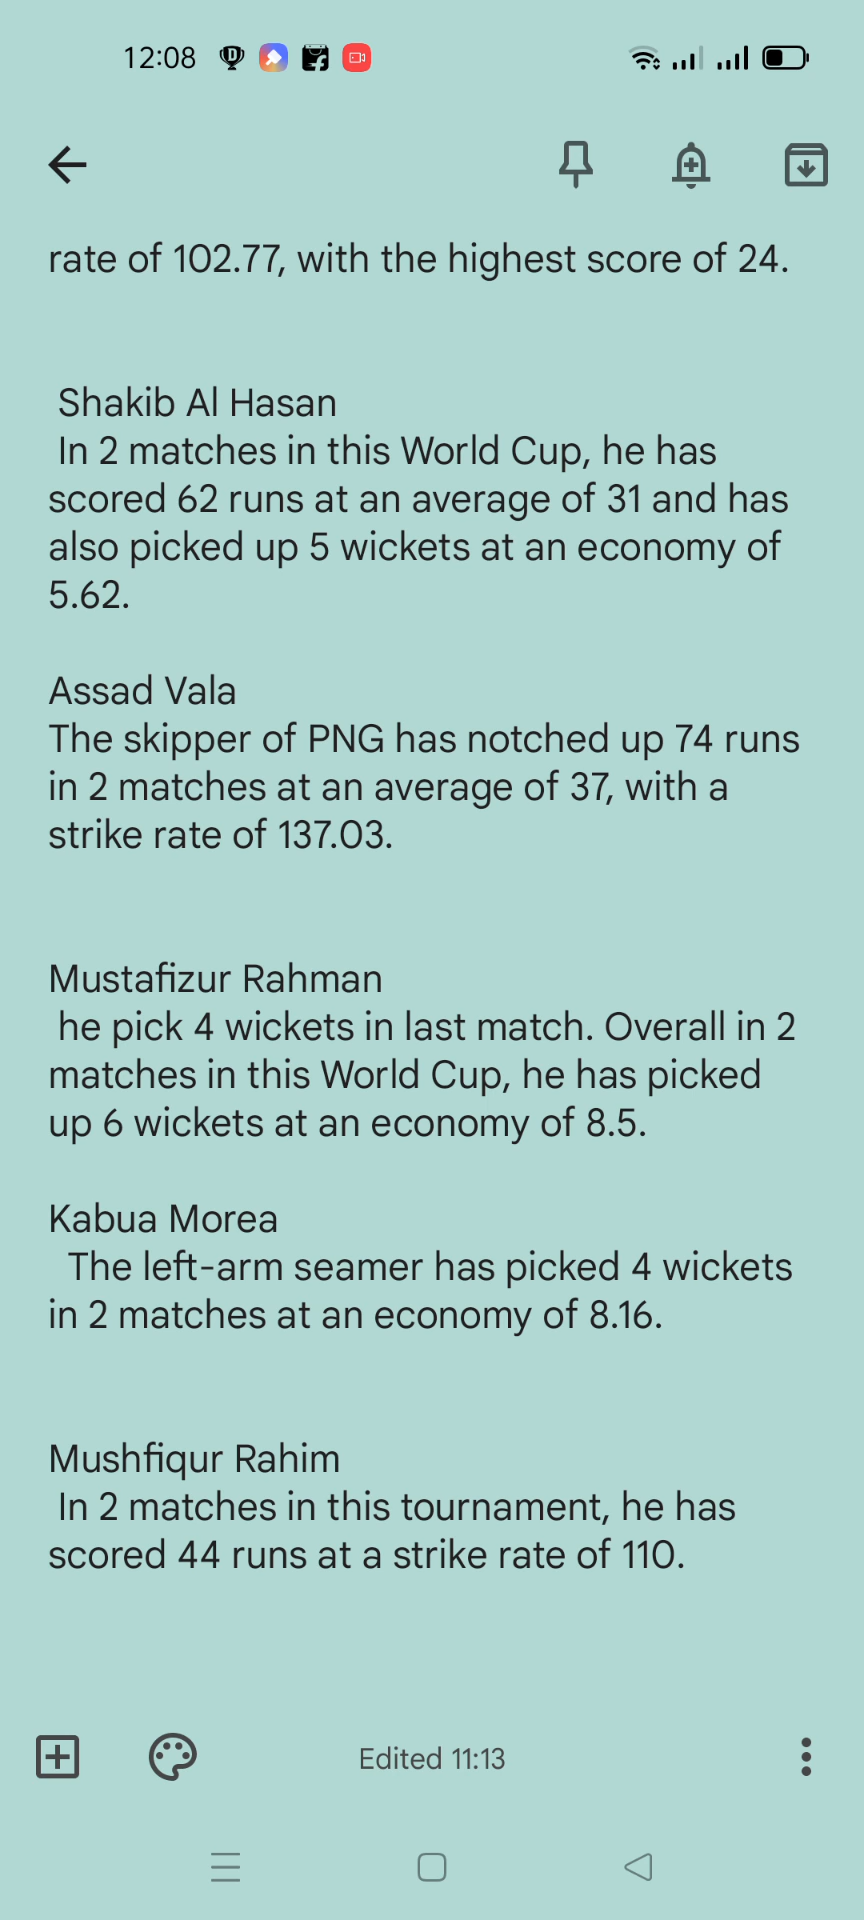 12:08
rate of 102.77, with the highest score of 24.
Shakib Al Hasan
In 2 matches in this World Cup, he has
scored 62 runs at an average of 31 and has
also picked up 5 wickets at an economy of
5.62.
Assad Vala
The skipper of PNG has notched up 74 runs
in 2 matches at an average of 37, with a
strike rate of 137.03.
Mustafizur Rahman
he pick 4 wickets in last match. Overall in 2
matches in this World Cup, he has picked
up 6 wickets at an economy of 8.5.
Kabua Morea
The left-arm seamer has picked 4 wickets
in 2 matches at an economy of 8.16.
Mushfiqur Rahim
In 2 matches in this tournament, he has
scored 44 runs at a strike rate of 110.
Edited 11:13